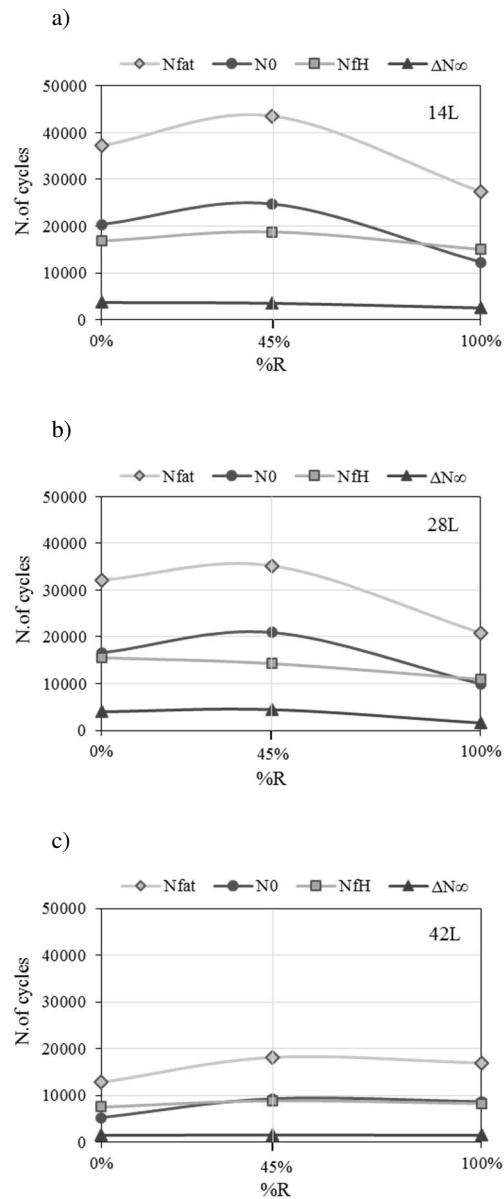 a)
Nfat N0 NfH ΔN∞
50000
14L
40000
30000
20000
10000
0
N.of cycles
0% 45% 100%
%R
b)
Nfat N0 NfH ΔN∞
50000
28L
40000
30000
20000
10000
0
N.of cycles
0% 45% 100%
%R
c)
Nfat N0 NfH ΔN∞
50000
42L
40000
30000
20000
10000
0
N.of cycles
0% 45% 100%
%R